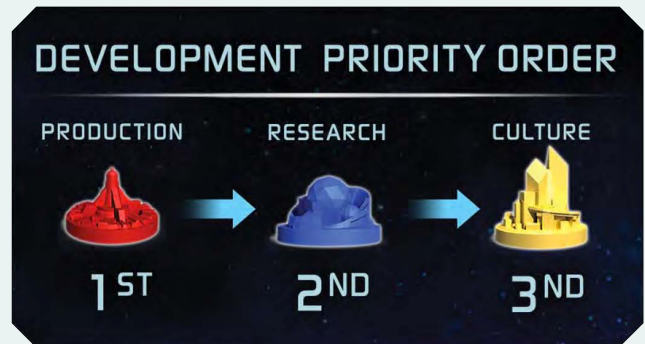 DEVELOPMENT PRIORITY ORDER
PRODUCTION RESEARCH CULTURE
1ST 2ND 3ND